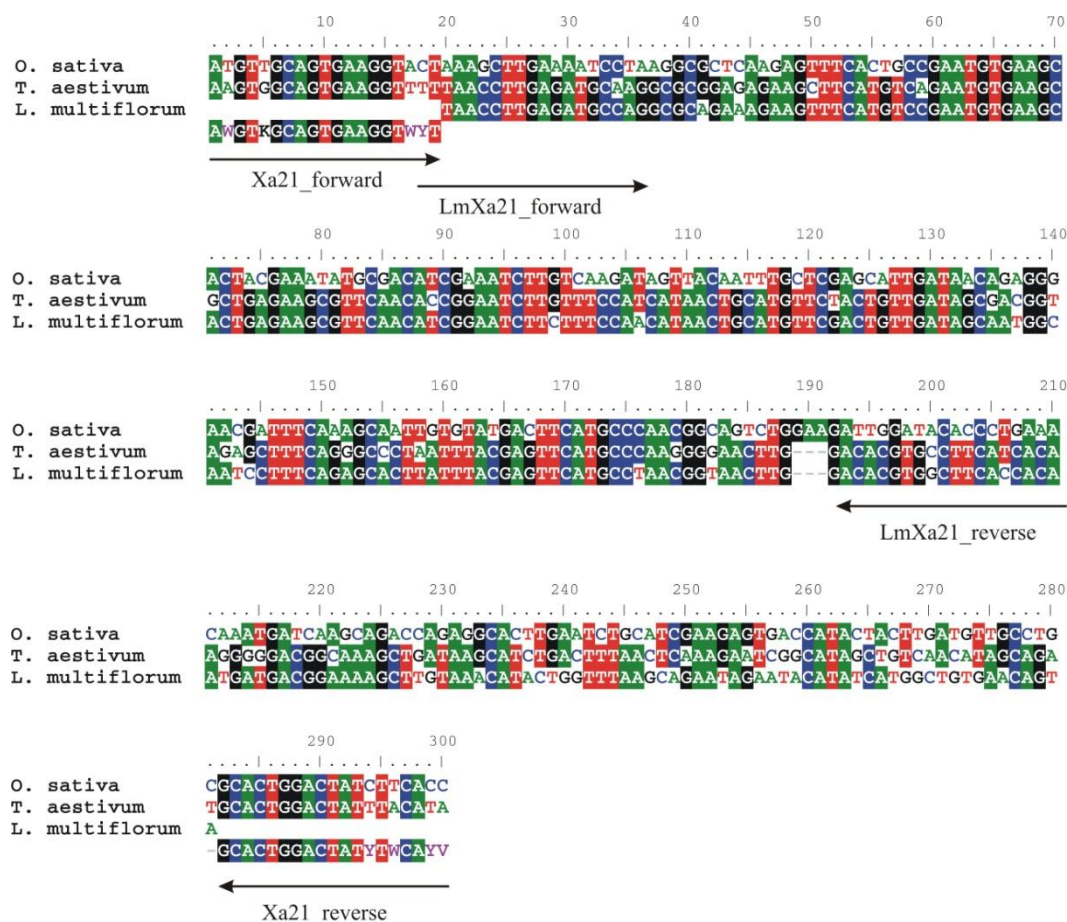 10 20 30 40 50 60 70
O. sativa ATGTTGCAGTGAAGGTACTAAAGCTTGAAAATCCTAAGGCGCTCAAGAGTTTCACTGCCGAATGTGAAGC
T. aestivum AAGTGGCAGTGAAGGTTTTTAACCTTGAGATGCAAGGCGCGGAGAGAAGCTTCATGTCAGAATGTGAAGC
L. multiflorum TAACCTTGAGATGCCAGGCGCAGAAAGAAGTTTCATGTCCGAATGTGAAGC
AWGTKGCAGTGAAGGTWYT
Xa21_forward
LmXa21_forward
80 90 100 110 120 130 140
O. sativa ACTACGAAATATGCGACATCGAAATCTTGTCAAGATAGTTACAATTTGCTCGAGCATTGATAACAGAGGG
T. aestivum GCTGAGAAGCGTTCAACACCGGAATCTTGTTTCCATCATAACTGCATGTTCTACTGTTGATAGCGACGGT
L. multiflorum ACTGAGAAGCGTTCAACATCGGAATCTTCTTTCCAACATAACTGCATGTTCGACTGTTGATAGCAATGGC
150 160 170 180 190 200 210
O. sativa AACGATTTCAAAGCAATTGTGTATGACTTCATGCCCAACGGCAGTCTGGAAGATTGGATACACCCTGAAA
T. aestivum AGAGCTTTCAGGGCCCTAATTTACGAGTTCATGCCCAAGGGGAACTTG---GACACGTGCCTTCATCACA
L. multiflorum AATCCTTTCAGAGCACTTATTTACGAGTTCATGCCTAACGGTAACTTG---GACACGTGGCTTCACCACA
LmXa21_reverse
220 230 240 250 260 270 280
O. sativa CAAATGATCAAGCAGACCAGAGGCACTTGAATCTGCATCGAAGAGTGACCATACTACTTGATGTTGCCTG
T. aestivum AGGGGGACGGCAAAGCTGATAAGCATCTGACTTTAACTCAAAGAATCGGCATAGCTGTCAACATAGCAGA
L. multiflorum ATGATGACGGAAAAGCTTGTAAACATACTGGTTTAAGCAGAATAGAATACATATCATGGCTGTGAACAGT
290 300
O. sativa CGCACTGGACTATCTTCACC
T. aestivum TGCACTGGACTATTTACATA
L. multiflorum A
-GCACTGGACTATYTWCAYV
Xa21_reverse